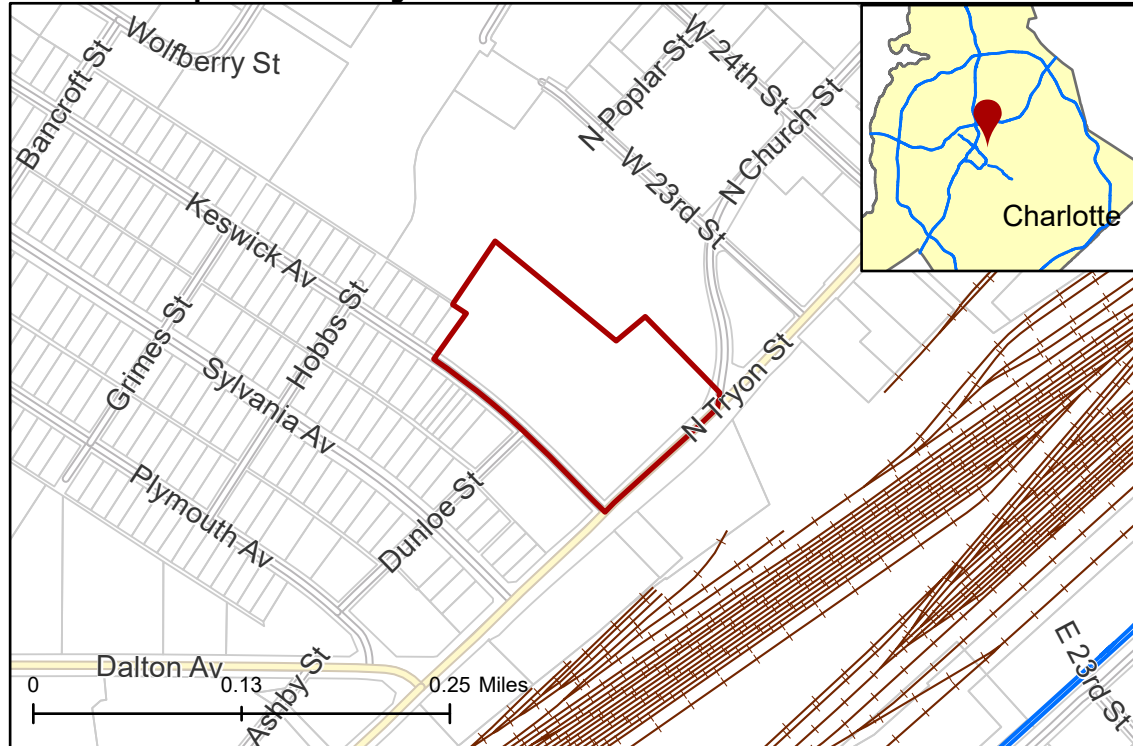 Wolfberry St
Bancroft St
N Poplar St
W 24th St
N Church St
W 23rd St
Charlotte
Keswick Av
Grimes St
Hobbs St
Sylvania Av
N Tryon St
Plymouth Av
Dunloe St
Dalton Av
Ashby St
E 23rd St
0 0.13 0.25 Miles